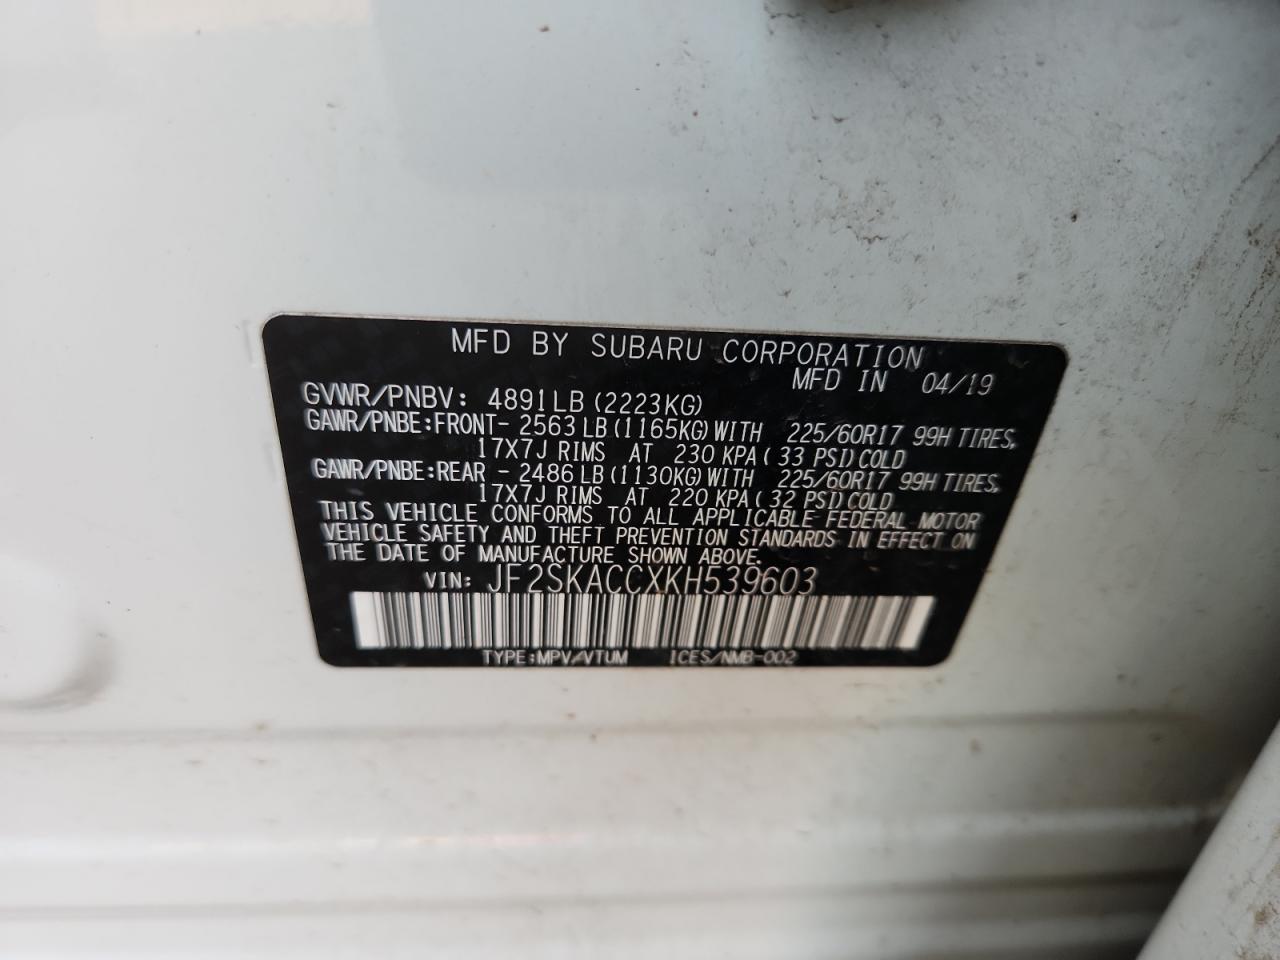 MFD BY SUBARU CORPORATION
MFD IN 04/19
GVWR/PNBV: 4891LB (2223KG)
GAWR/PNBE:FRONT- 2563LB (1165KG) WITH 225/60R17 99H TIRES,
17X7J RIMS AT 230 KPA ( 33 PSI) COLD
GAWR/PNBE:REAR - 2486LB (1130KG) WITH 225/60R17 99H TIRES,
17X7J RIMS AT 220 KPA ( 32 PSI) COLD
THIS VEHICLE CONFORMS TO ALL APPLICABLE FEDERAL MOTOR
VEHICLE SAFETY AND THEFT PREVENTION STANDARDS IN EFFECT ON
THE DATE OF MANUFACTURE SHOWN ABOVE.
VIN: JF2SKACCXKH539603
TYPE:MPV/VTUM ICES/NMB-002